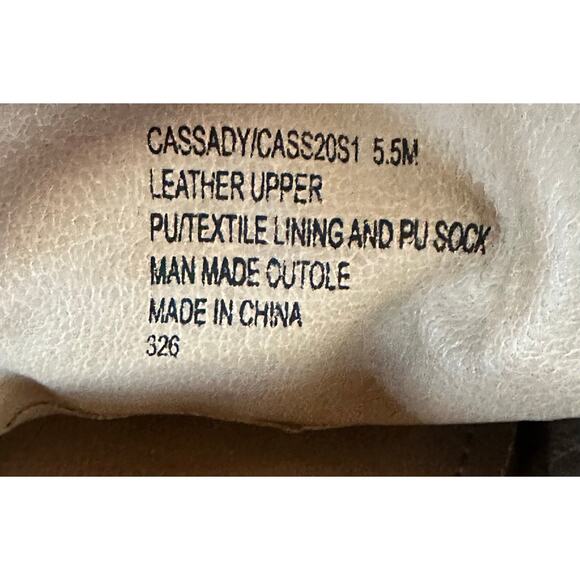 CASSADY/CASS20S1 5.5M
LEATHER UPPER
PU/TEXTILE LINING AND PU SOCK
MAN MADE OUTOLE
MADE IN CHINA
326